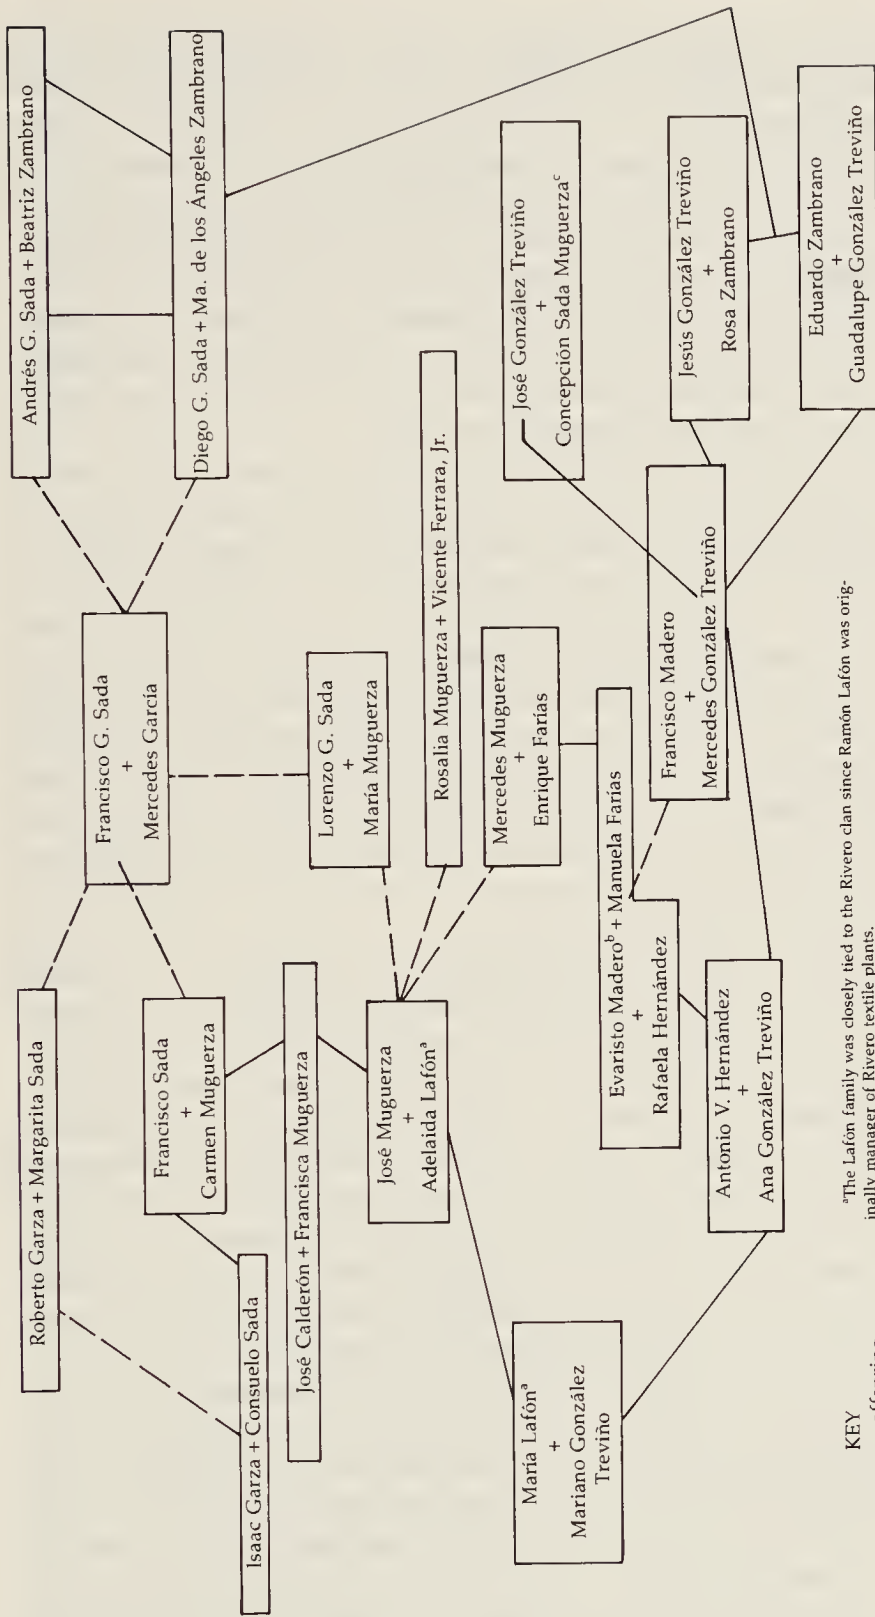 Roberto Garza + Margarita Sada
Andrés G. Sada + Beatriz Zambrano
Francisco G. Sada
+
Mercedes García
Diego G. Sada + Ma. de los Ángeles Zambrano
Francisco Sada
+
Carmen Muguerza
Isaac Garza + Consuelo Sada
José Calderón + Francisca Muguerza
Lorenzo G. Sada
+
María Muguerza
José Muguerza
+
Adelaida Lafónᵃ
Rosalia Muguerza + Vicente Ferrara, Jr.
Mercedes Muguerza
+
Enrique Farías
José González Treviño
+
Concepción Sada Muguerzaᶜ
María Lafónᵃ
+
Mariano González
Treviño
Evaristo Maderoᵇ + Manuela Farías
+
Rafaela Hernández
Francisco Madero
+
Mercedes González Treviño
Jesús González Treviño
+
Rosa Zambrano
Antonio V. Hernández
+
Ana González Treviño
Eduardo Zambrano
+
Guadalupe González Treviño
KEY
ᵃThe Lafón family was closely tied to the Rivero clan since Ramón Lafón was orig-
inally manager of Rivero textile plants.